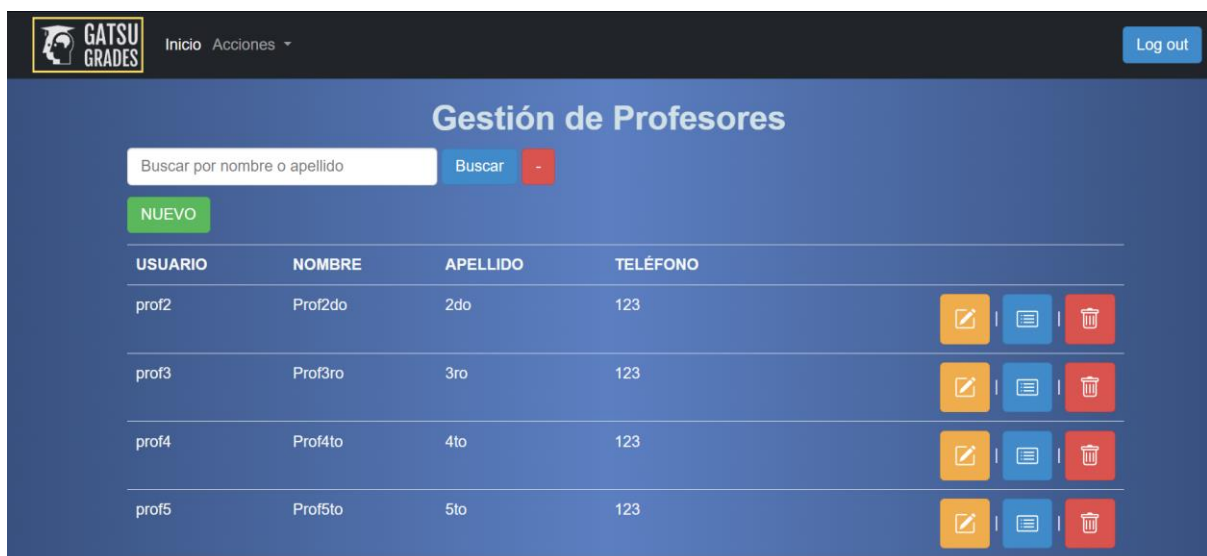 GATSU
GRADES
Inicio Acciones
Log out
Gestión de Profesores
Buscar por nombre o apellido Buscar -
NUEVO
USUARIO NOMBRE APELLIDO TELÉFONO
prof2 Prof2do 2do 123 | |
prof3 Prof3ro 3ro 123 | |
prof4 Prof4to 4to 123 | |
prof5 Prof5to 5to 123 | |